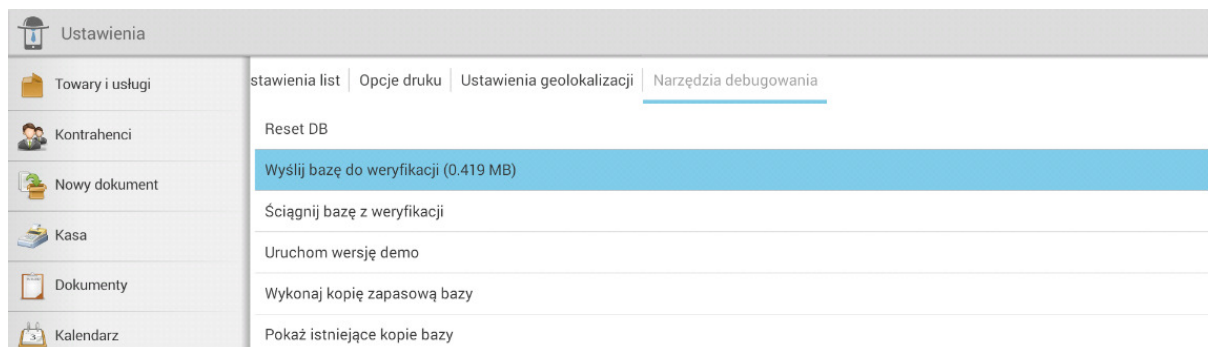 Ustawienia
Towary i usługi
Kontrahenci
Nowy dokument
Kasa
Dokumenty
Kalendarz
stawienia list Opcje druku Ustawienia geolokalizacji Narzędzia debugowania
Reset DB
Wyślij bazę do weryfikacji (0.419 MB)
Ściągnij bazę z weryfikacji
Uruchom wersję demo
Wykonaj kopię zapasową bazy
Pokaż istniejące kopie bazy